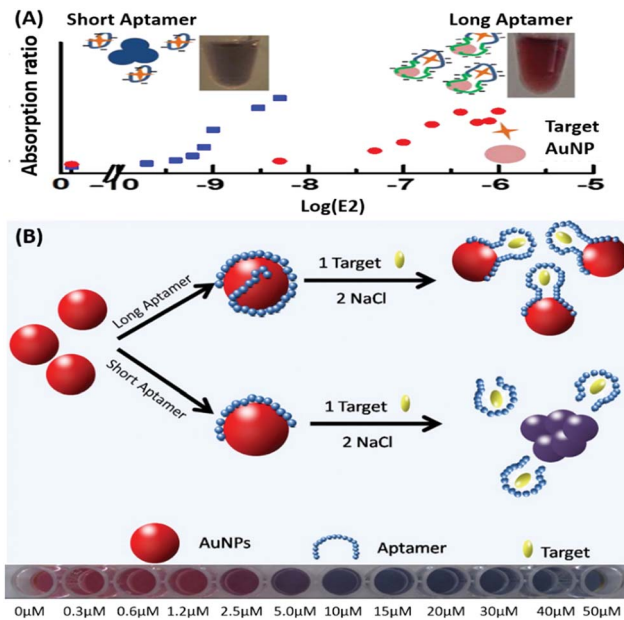 (A)
Short Aptamer
Long Aptamer
Absorption ratio
Target
AuNP
0
-10
-9
-8
-7
-6
-5
Log(E2)
(B)
Long Aptamer
1 Target
2 NaCl
Short Aptamer
1 Target
2 NaCl
AuNPs
Aptamer
Target
0μM 0.3μM 0.6μM 1.2μM 2.5μM 5.0μM 10μM 15μM 20μM 30μM 40μM 50μM